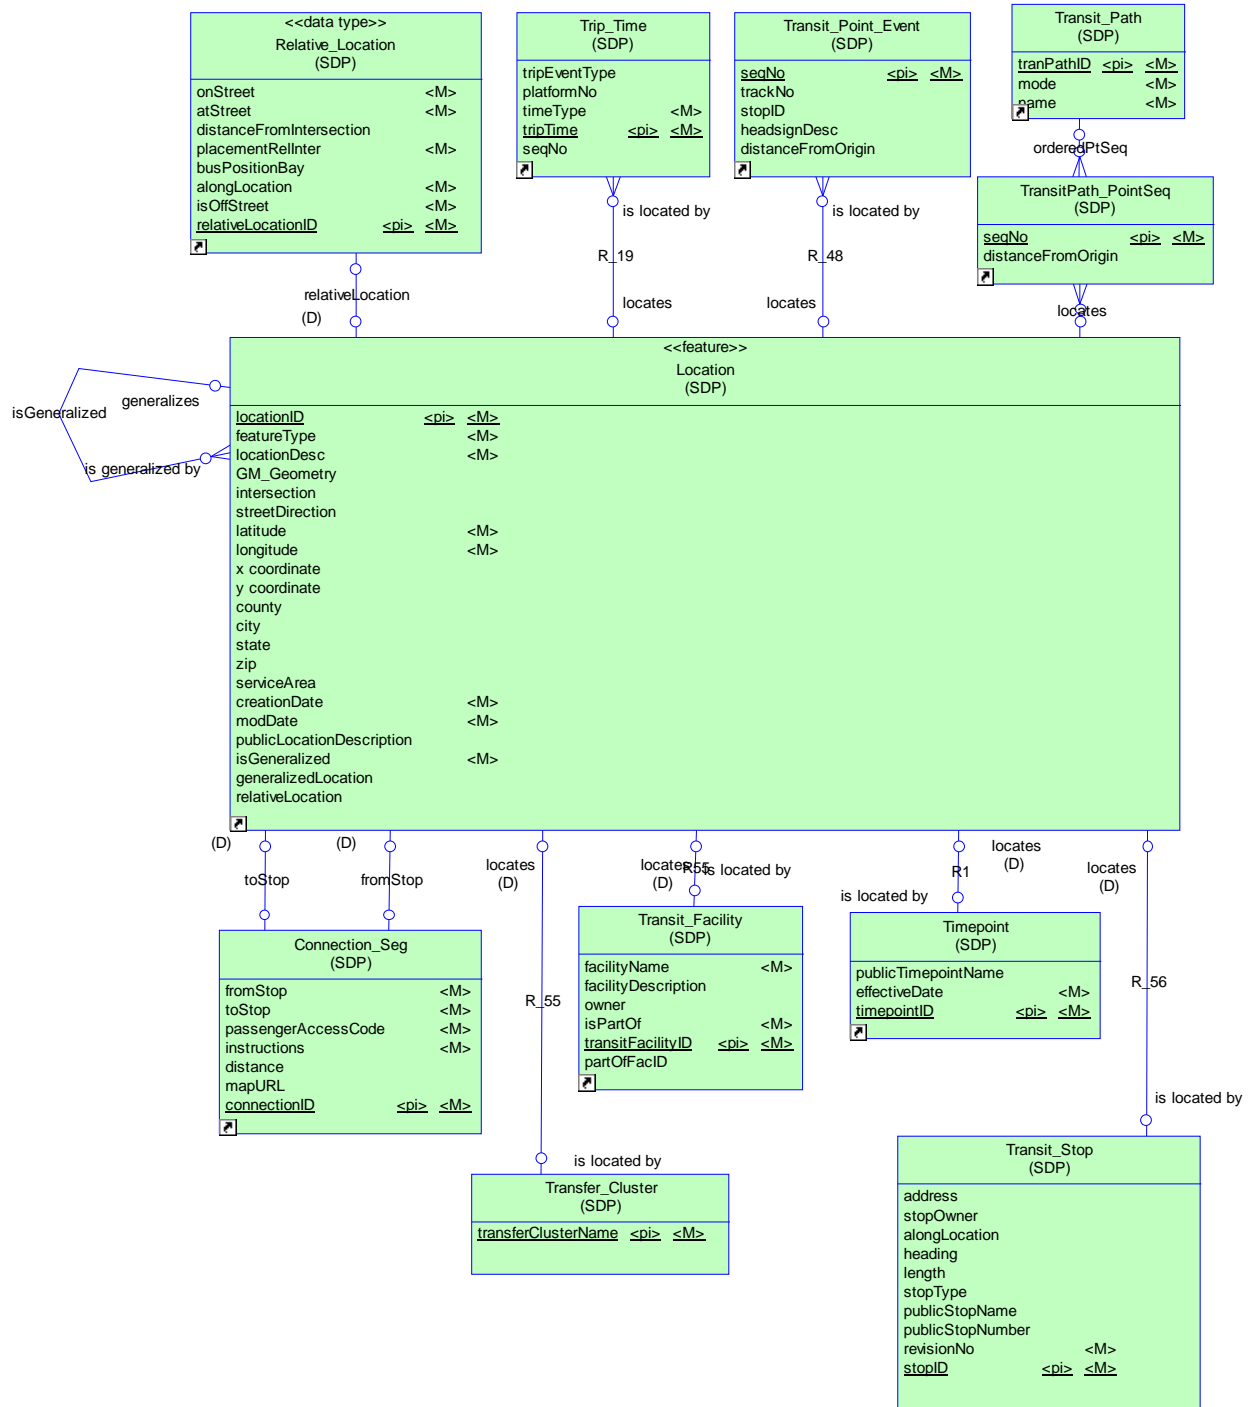 <<data type>>
Relative_Location
(SDP)
onStreet <M>
atStreet <M>
distanceFromIntersection
placementRelInter <M>
busPositionBay
alongLocation <M>
isOffStreet <M>
relativeLocationID <pi> <M>
Trip_Time
(SDP)
tripEventType
platformNo
timeType <M>
tripTime <pi> <M>
seqNo
Transit_Point_Event
(SDP)
seqNo <pi> <M>
trackNo
stopID
headsignDesc
distanceFromOrigin
Transit_Path
(SDP)
tranPathID <pi> <M>
mode <M>
name <M>
orderedPtSeq
TransitPath_PointSeq
(SDP)
seqNo <pi> <M>
distanceFromOrigin
relativeLocation
(D)
is located by
R_19
locates
is located by
R_48
locates
locates
<<feature>>
Location
(SDP)
locationID <pi> <M>
featureType <M>
locationDesc <M>
GM_Geometry
intersection
streetDirection
latitude <M>
longitude <M>
x coordinate
y coordinate
county
city
state
zip
serviceArea
creationDate <M>
modDate <M>
publicLocationDescription
isGeneralized <M>
generalizedLocation
relativeLocation
generalizes
isGeneralized
is generalized by
(D)
toStop
(D)
fromStop
locates
(D)
R_55
is located by
locates
(D)
R55
is located by
locates
(D)
R1
is located by
locates
(D)
R_56
is located by
Connection_Seg
(SDP)
fromStop <M>
toStop <M>
passengerAccessCode <M>
instructions <M>
distance
mapURL
connectionID <pi> <M>
Transit_Facility
(SDP)
facilityName <M>
facilityDescription
owner
isPartOf <M>
transitFacilityID <pi> <M>
partOfFacID
Timepoint
(SDP)
publicTimepointName
effectiveDate <M>
timepointID <pi> <M>
Transfer_Cluster
(SDP)
transferClusterName <pi> <M>
Transit_Stop
(SDP)
address
stopOwner
alongLocation
heading
length
stopType
publicStopName
publicStopNumber
revisionNo <M>
stopID <pi> <M>